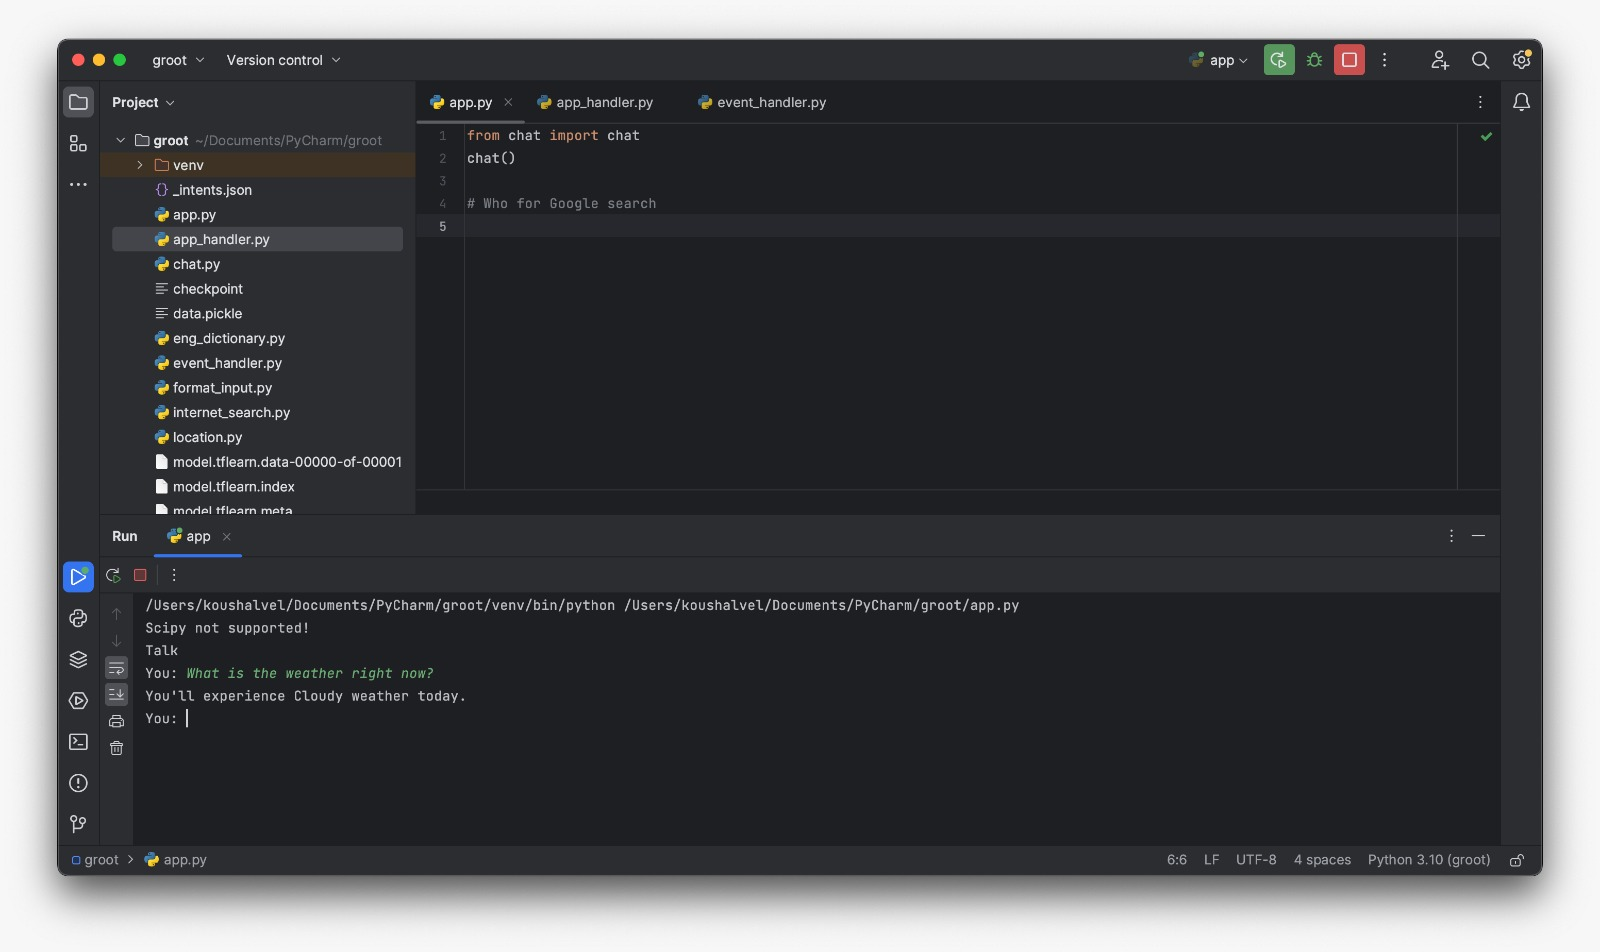 groot
Version control
app
Project
groot ~/Documents/PyCharm/groot
venv
_intents.json
app.py
app_handler.py
chat.py
checkpoint
data.pickle
eng_dictionary.py
event_handler.py
format_input.py
internet_search.py
location.py
model.tflearn.data-00000-of-00001
model.tflearn.index
model.tflearn.meta
app.py
app_handler.py
event_handler.py
1 from chat import chat
2 chat()
3
4 # Who for Google search
5
Run
app
/Users/koushalvel/Documents/PyCharm/groot/venv/bin/python /Users/koushalvel/Documents/PyCharm/groot/app.py
Scipy not supported!
Talk
You: What is the weather right now?
You'll experience Cloudy weather today.
You:
groot > app.py
6:6 LF UTF-8 4 spaces Python 3.10 (groot)